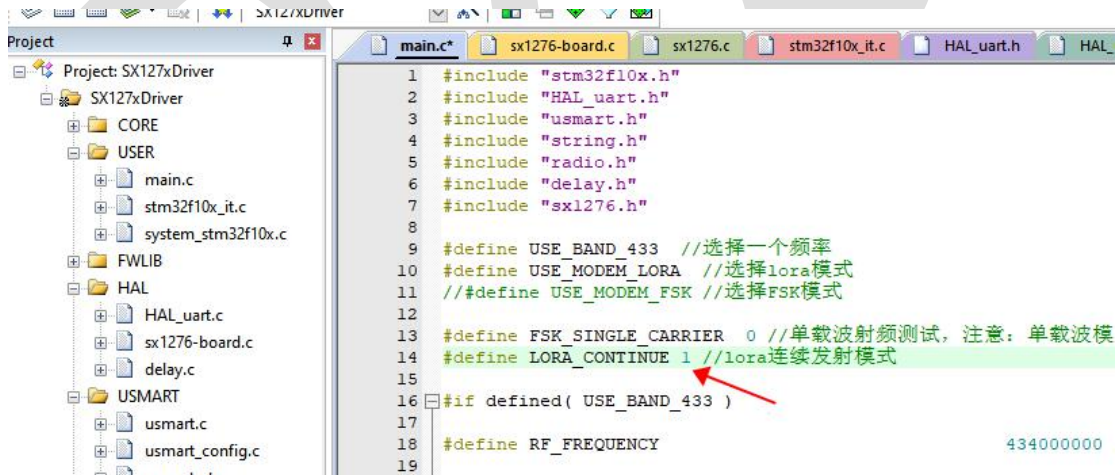 SX127xDriver
Project
Project: SX127xDriver
SX127xDriver
CORE
USER
main.c
stm32f10x_it.c
system_stm32f10x.c
FWLIB
HAL
HAL_uart.c
sx1276-board.c
delay.c
USMART
usmart.c
usmart_config.c
main.c*
sx1276-board.c
sx1276.c
stm32f10x_it.c
HAL_uart.h
HAL_
1 #include "stm32f10x.h"
2 #include "HAL_uart.h"
3 #include "usmart.h"
4 #include "string.h"
5 #include "radio.h"
6 #include "delay.h"
7 #include "sx1276.h"
8
9 #define USE_BAND_433 //选择一个频率
10 #define USE_MODEM_LORA //选择lora模式
11 //#define USE_MODEM_FSK //选择FSK模式
12
13 #define FSK_SINGLE_CARRIER 0 //单载波射频测试，注意：单载波模
14 #define LORA_CONTINUE 1 //lora连续发射模式
15
16 #if defined( USE_BAND_433 )
17
18 #define RF_FREQUENCY 434000000
19